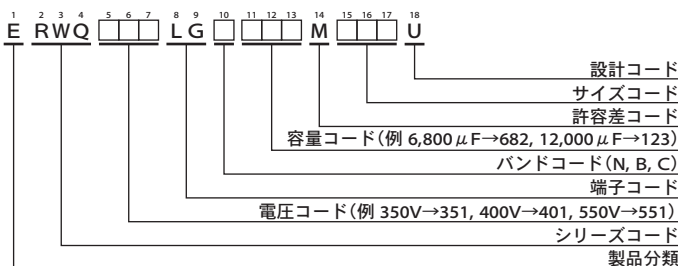 1 2 3 4 5 6 7 8 9 10 11 12 13 14 15 16 17 18
E RWQ □□□ LG □ □□□ M □□□ U
設計コード
サイズコード
許容差コード
容量コード(例 6,800μF→682, 12,000μF→123)
バンドコード(N, B, C)
端子コード
電圧コード(例 350V→351, 400V→401, 550V→551)
シリーズコード
製品分類